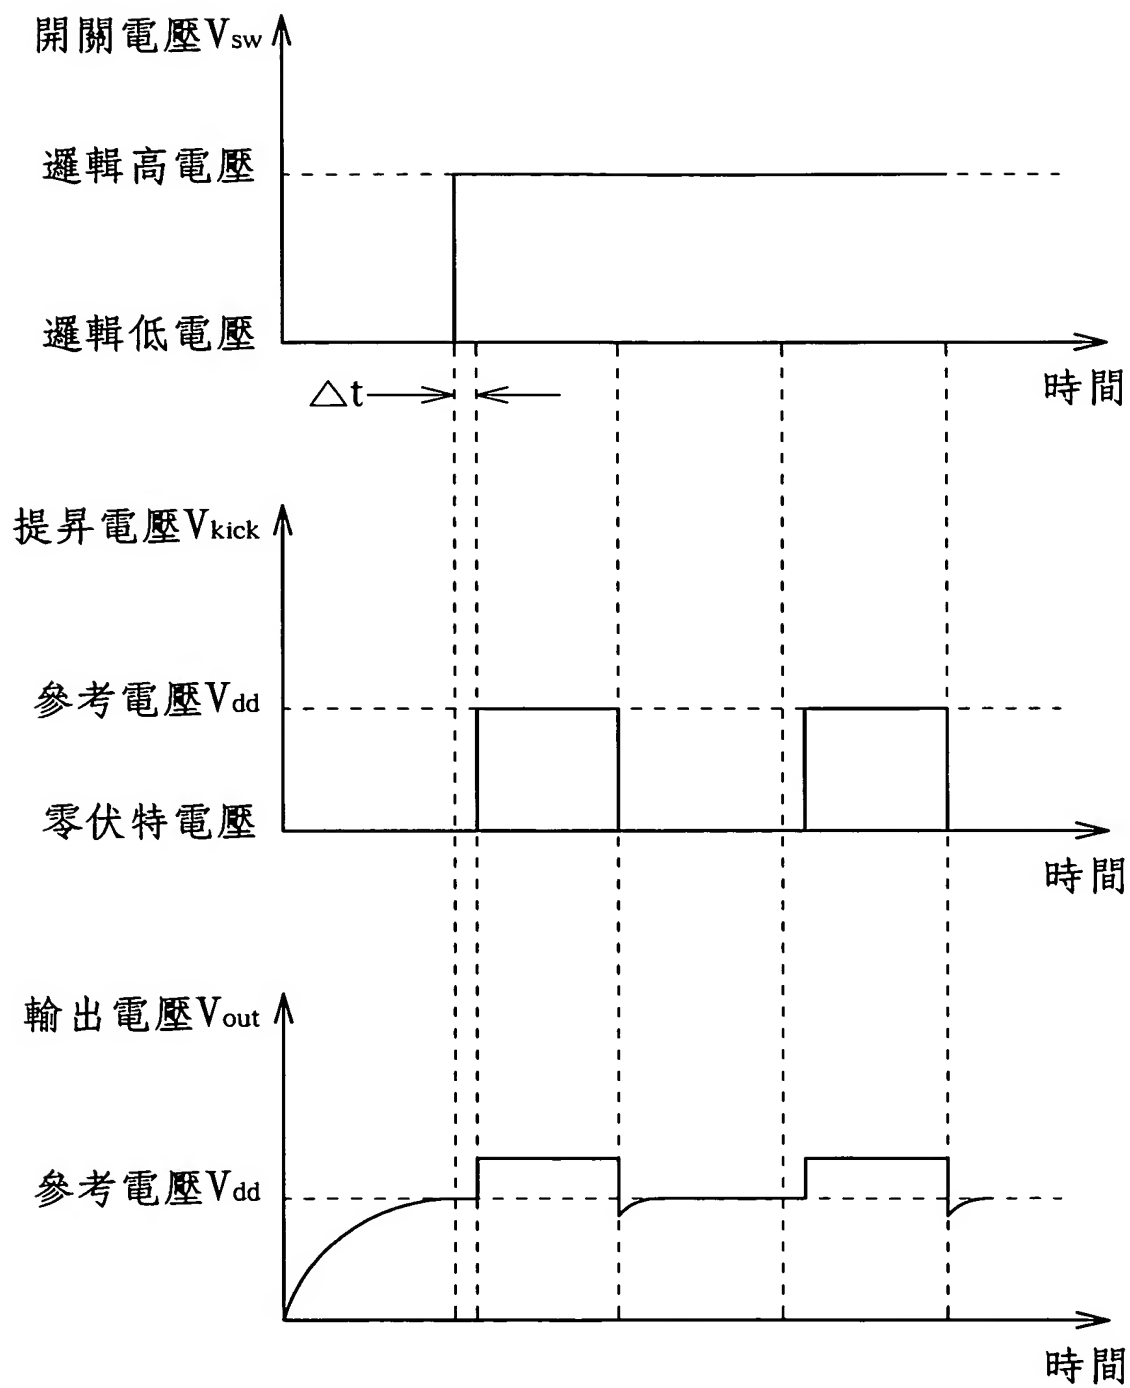 開關電壓Vsw
邏輯高電壓
邏輯低電壓
時間
△t
提昇電壓Vkick
參考電壓Vdd
零伏特電壓
時間
輸出電壓Vout
參考電壓Vdd
時間